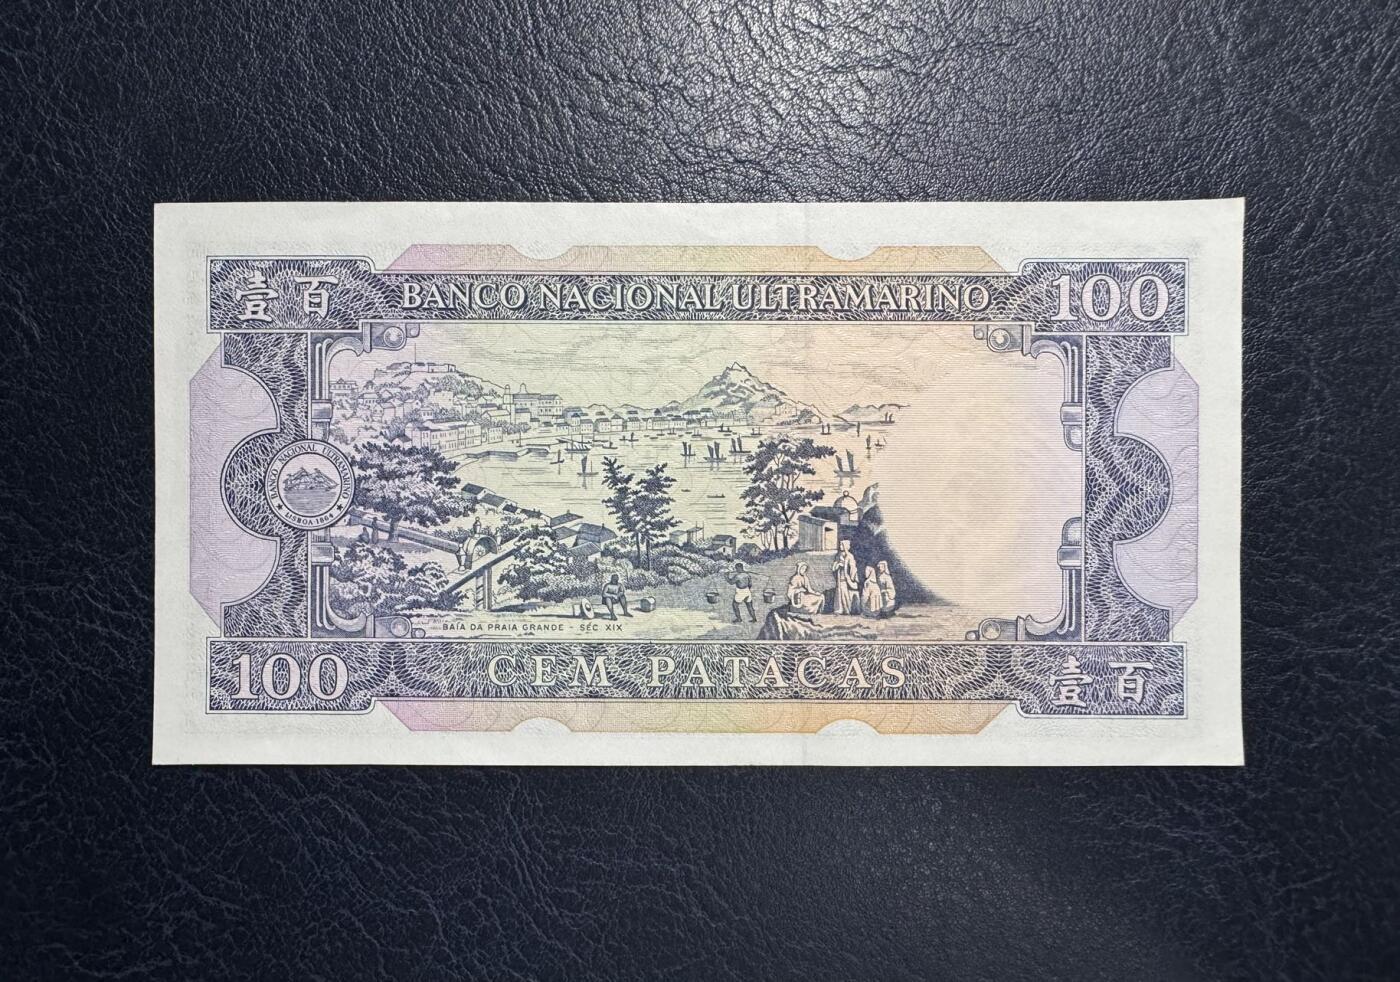 壹百 BANCO NACIONAL ULTRAMARINO 100
BANCO NACIONAL ULTRAMARINO
LISBOA·1864
BAÍA DA PRAIA GRANDE - SÉC XIX
100 CEM PATACAS 壹百